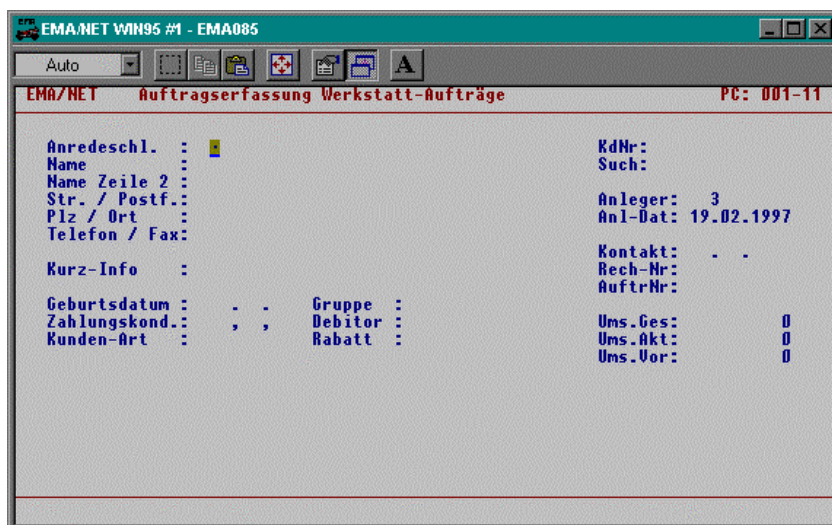 EMA/NET WIN95 #1 - EMA085
Auto
A
EMA/NET Auftragserfassung Werkstatt-Aufträge PC: 001-11
Anredeschl. : KdNr:
Name : Such:
Name Zeile 2 :
Str. / Postf.: Anleger: 3
Plz / Ort : Anl-Dat: 19.02.1997
Telefon / Fax:
Kontakt: . .
Kurz-Info : Rech-Nr:
AuftrNr:
Geburtsdatum : . . Gruppe :
Zahlungskond.: , , Debitor : Ums.Ges: 0
Kunden-Art : Rabatt : Ums.Akt: 0
Ums.Vor: 0